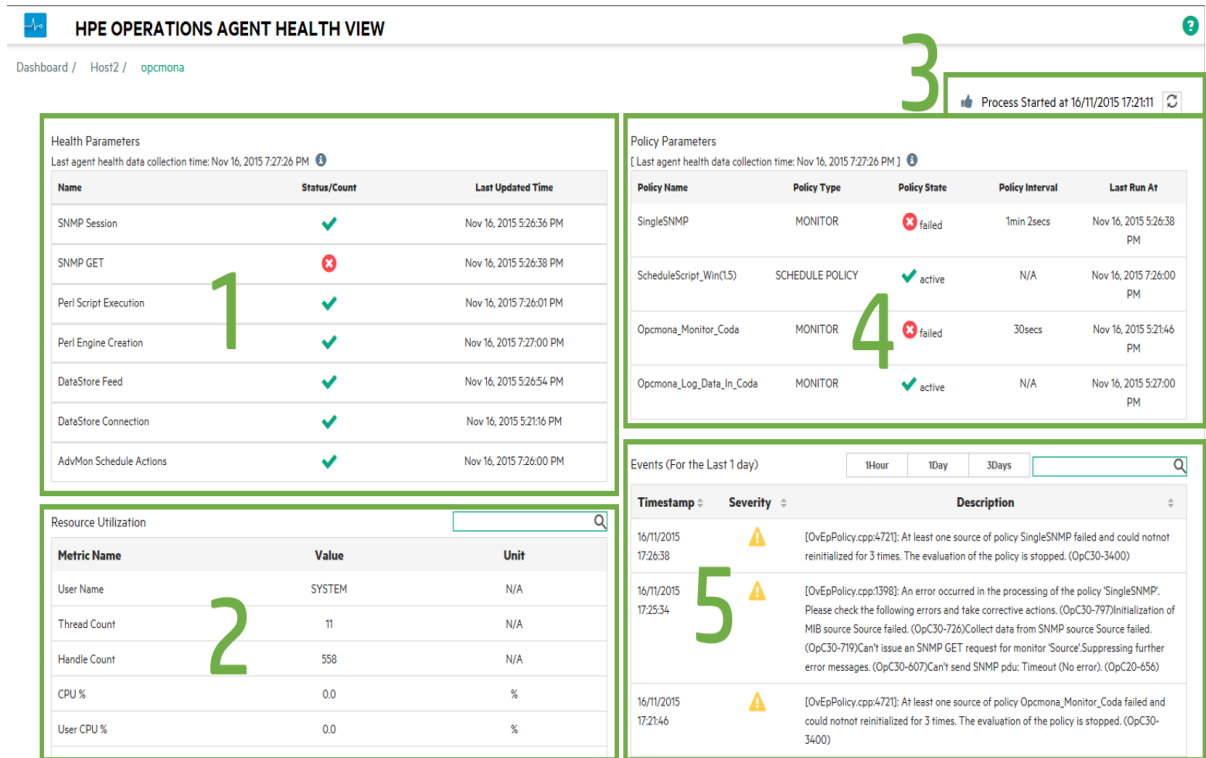 HPE OPERATIONS AGENT HEALTH VIEW
?
Dashboard / Host2 / opcmona
3
Process Started at 16/11/2015 17:21:11
Health Parameters
Last agent health data collection time: Nov 16, 2015 7:27:26 PM i
Name Status/Count Last Updated Time
SNMP Session Nov 16, 2015 5:26:36 PM
SNMP GET Nov 16, 2015 5:26:38 PM
Perl Script Execution Nov 16, 2015 7:26:01 PM
Perl Engine Creation Nov 16, 2015 7:27:00 PM
DataStore Feed Nov 16, 2015 5:26:54 PM
DataStore Connection Nov 16, 2015 5:21:16 PM
AdvMon Schedule Actions Nov 16, 2015 7:26:00 PM
1
Policy Parameters
[ Last agent health data collection time: Nov 16, 2015 7:27:26 PM ] i
Policy Name Policy Type Policy State Policy Interval Last Run At
SingleSNMP MONITOR failed 1min 2secs Nov 16, 2015 5:26:38
PM
ScheduleScript_Win(1.5) SCHEDULE POLICY active N/A Nov 16, 2015 7:26:00
PM
Opcmona_Monitor_Coda MONITOR failed 30secs Nov 16, 2015 5:21:46
PM
Opcmona_Log_Data_In_Coda MONITOR active N/A Nov 16, 2015 5:27:00
PM
4
Resource Utilization
Metric Name Value Unit
User Name SYSTEM N/A
Thread Count 11 N/A
Handle Count 558 N/A
CPU % 0.0 %
User CPU % 0.0 %
2
Events (For the Last 1 day) 1Hour 1Day 3Days
Timestamp Severity Description
16/11/2015
17:26:38
[OvEpPolicy.cpp:4721]: At least one source of policy SingleSNMP failed and could notnot
reinitialized for 3 times. The evaluation of the policy is stopped. (OpC30-3400)
16/11/2015
17:25:34
[OvEpPolicy.cpp:1398]: An error occurred in the processing of the policy 'SingleSNMP'.
Please check the following errors and take corrective actions. (OpC30-797)Initialization of
MIB source Source failed. (OpC30-726)Collect data from SNMP source Source failed.
(OpC30-719)Can't issue an SNMP GET request for monitor 'Source'.Suppressing further
error messages. (OpC30-607)Can't send SNMP pdu: Timeout (No error). (OpC20-656)
16/11/2015
17:21:46
[OvEpPolicy.cpp:4721]: At least one source of policy Opcmona_Monitor_Coda failed and
could notnot reinitialized for 3 times. The evaluation of the policy is stopped. (OpC30-
3400)
5